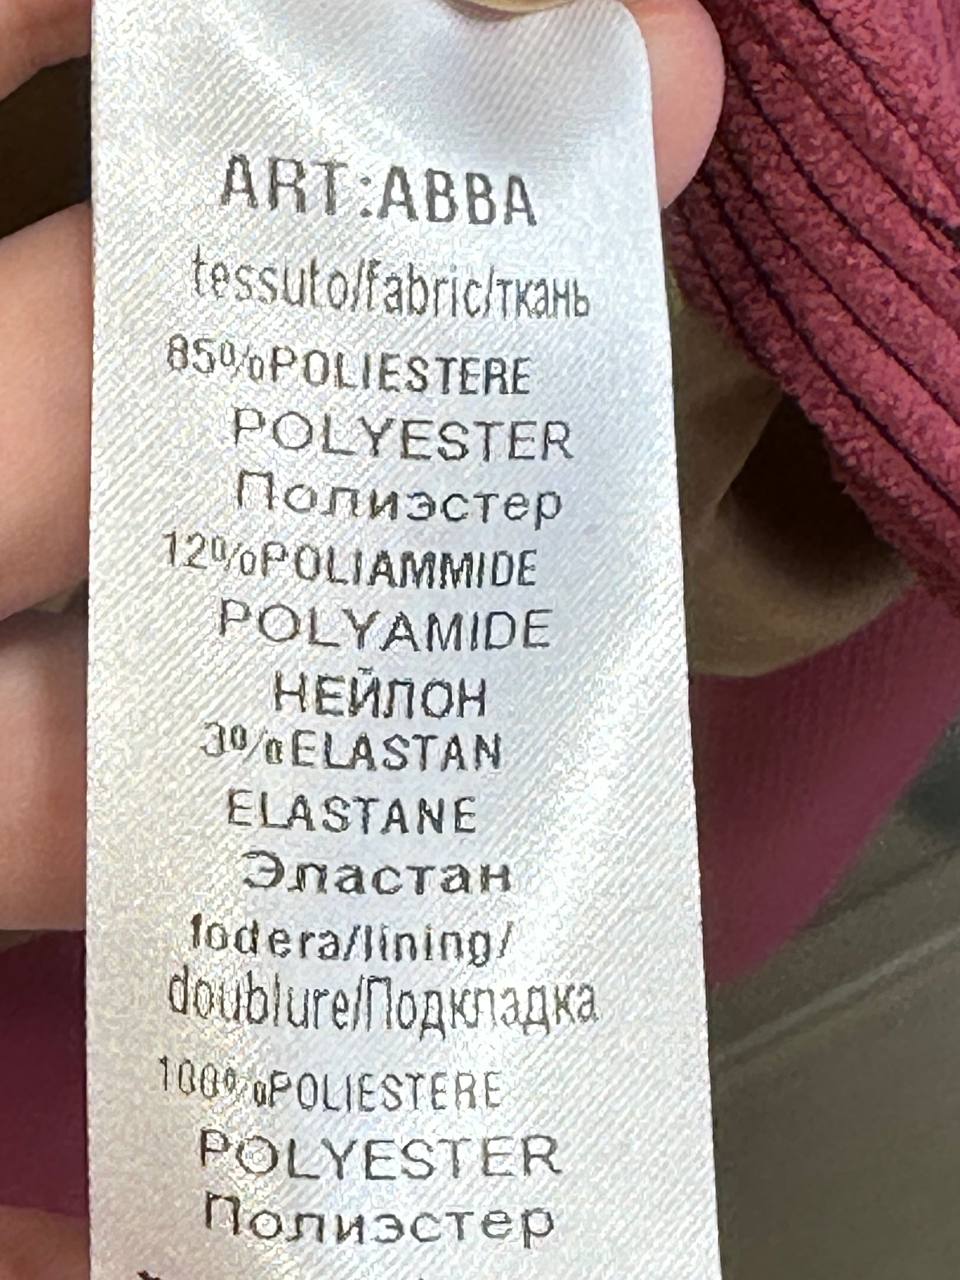 ART:ABBA
tessuto/fabric/ткань
85%POLIESTERE
POLYESTER
Полиэстер
12%POLIAMMIDE
POLYAMIDE
НЕЙЛОН
3%ELASTAN
ELASTANE
Эластан
fodera/lining/
doublure/Подкладка
100%POLIESTERE
POLYESTER
Полиэстер